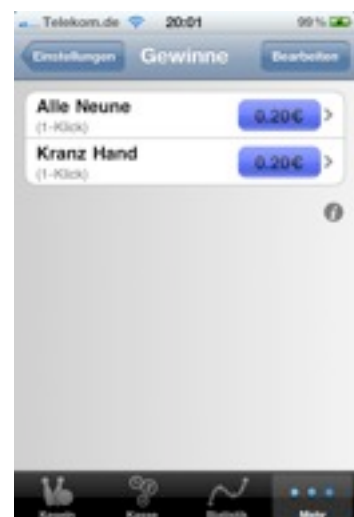 Telekom.de 20:01 99 %
Einstellungen Gewinne Bearbeiten
Alle Neune 0.20€
(1-Klick)
Kranz Hand 0.20€
(1-Klick)
Kegeln Kasse Statistik Mehr